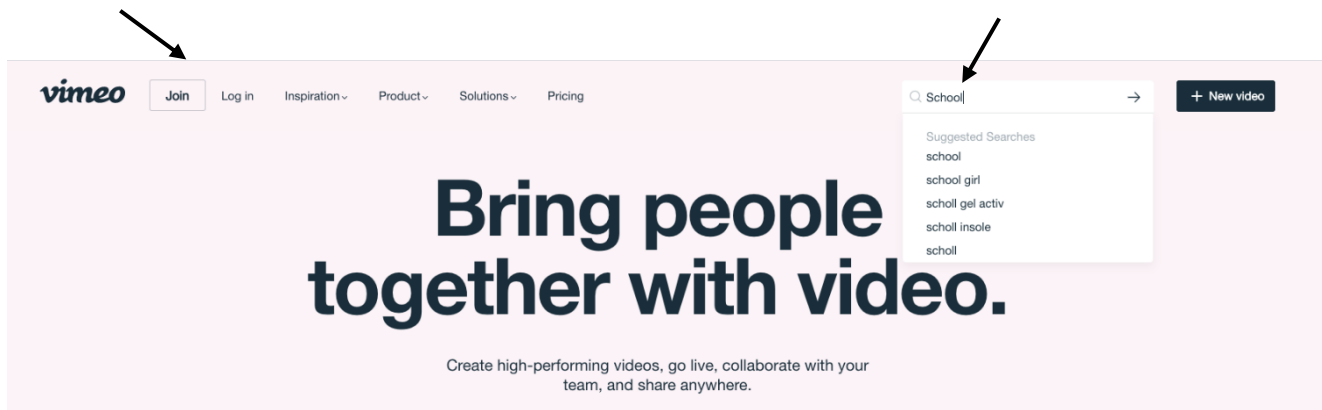 vimeo Join Log in Inspiration Product Solutions Pricing School + New video
Suggested Searches
school
school girl
scholl gel activ
scholl insole
scholl
Bring people
together with video.
Create high-performing videos, go live, collaborate with your
team, and share anywhere.